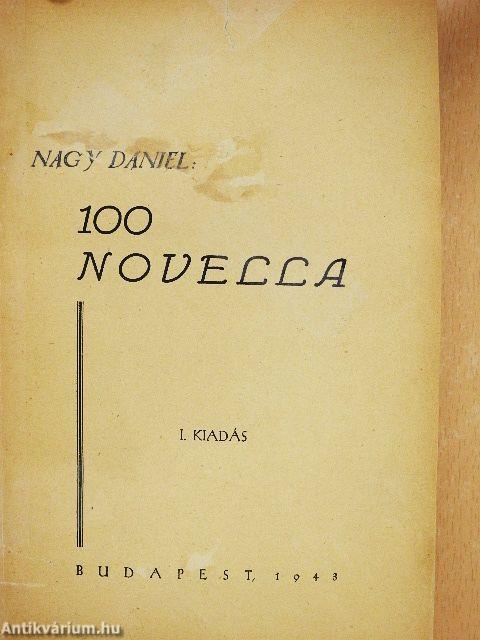 NAGY DANIEL:
100
NOVELLA
I. KIADÁS
BUDAPEST, 1943
Antikvárium.hu